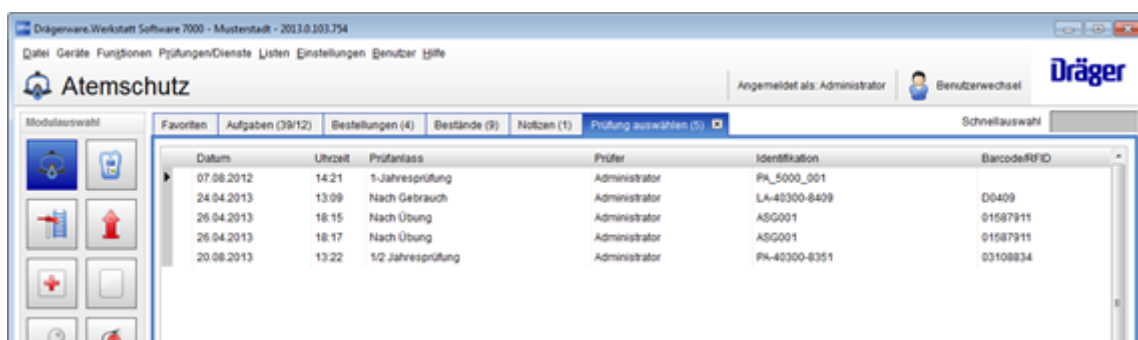 Drägerware.Werkstatt Software 7000 - Musterstadt - 2013.0.103.754
Datei Geräte Funktionen Prüfungen/Dienste Listen Einstellungen Benutzer Hilfe
Atemschutz Angemeldet als: Administrator Benutzerwechsel Dräger
Modulauswahl Favoriten Aufgaben (39/12) Bestellungen (4) Bestände (9) Notizen (1) Prüfung auswählen (5) Schnellauswahl
Datum Uhrzeit Prüfanlass Prüfer Identifikation Barcode/RFID
07.08.2012 14:21 1-Jahresprüfung Administrator PA_5000_001
24.04.2013 13:09 Nach Gebrauch Administrator LA-40300-8409 D0409
26.04.2013 18:15 Nach Übung Administrator ASG001 01587911
26.04.2013 18:17 Nach Übung Administrator ASG001 01587911
20.08.2013 13:22 1/2 Jahresprüfung Administrator PA-40300-8351 03108834